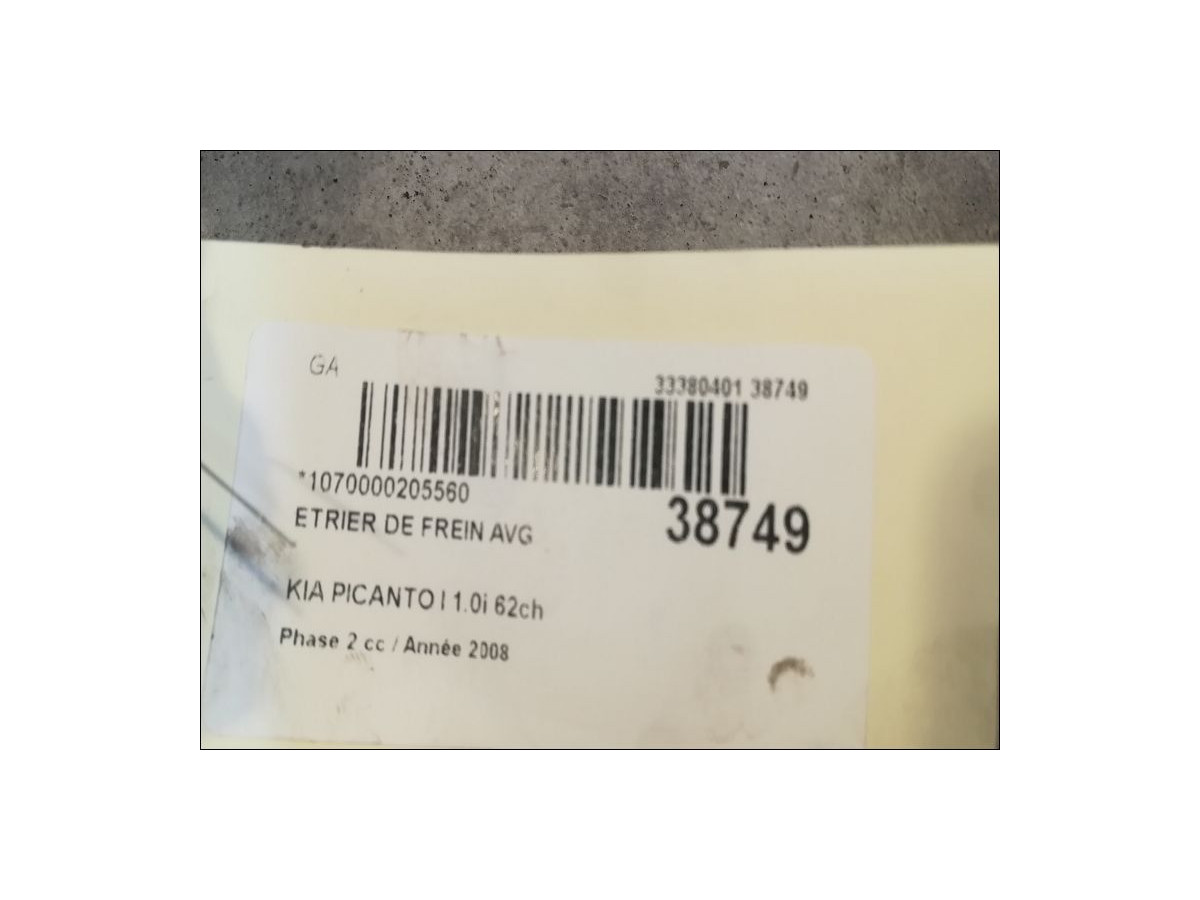 GA
33380401 38749
*1070000205560
38749
ETRIER DE FREIN AVG
KIA PICANTO I 1.0i 62ch
Phase 2 cc / Année 2008